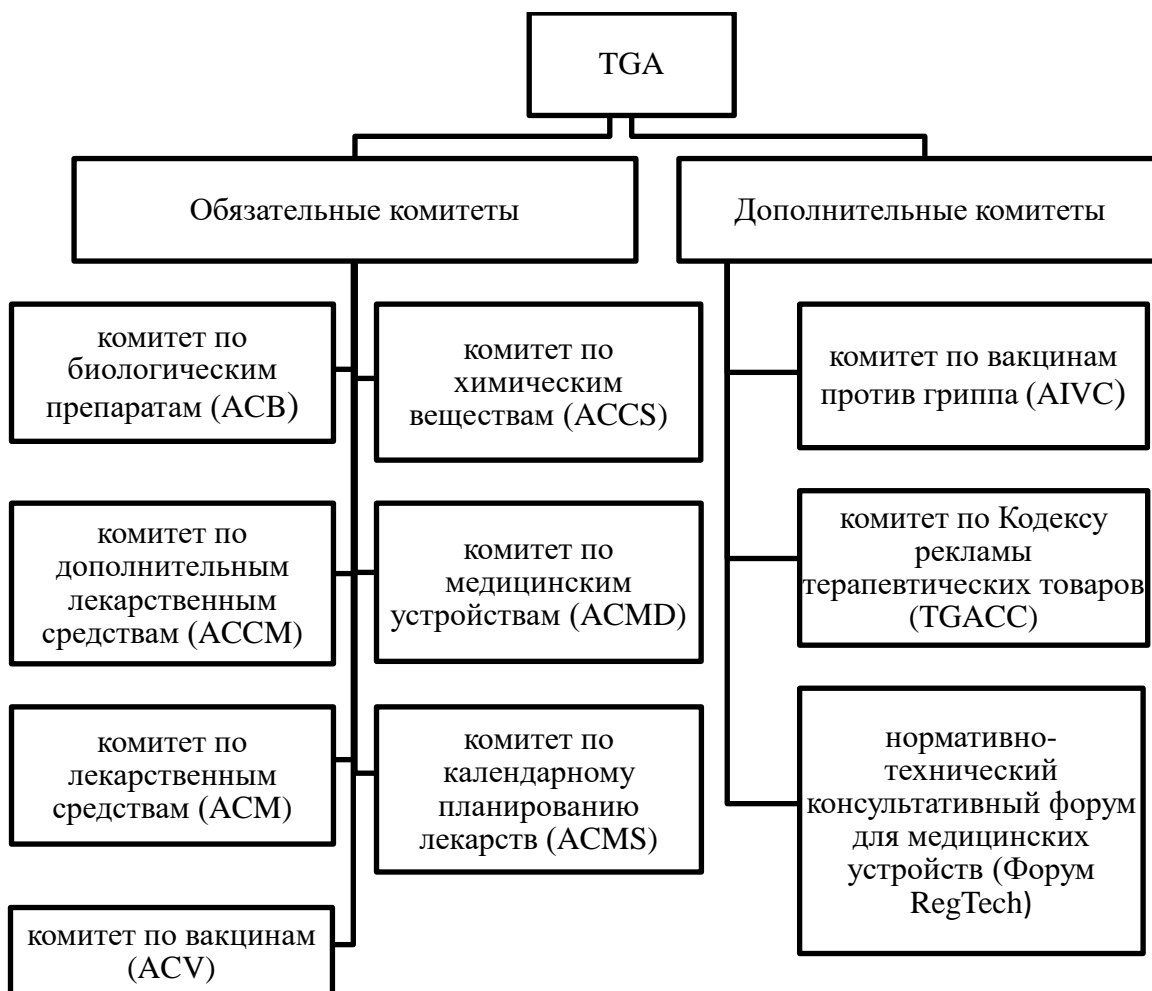 TGA
Обязательные комитеты
Дополнительные комитеты
комитет по
биологическим
препаратам (ACB)
комитет по
химическим
веществам (ACCS)
комитет по
дополнительным
лекарственным
средствам (ACCM)
комитет по
медицинским
устройствам (ACMD)
комитет по
лекарственным
средствам (ACM)
комитет по
календарному
планированию
лекарств (ACMS)
комитет по вакцинам
(ACV)
комитет по вакцинам
против гриппа (AIVC)
комитет по Кодексу
рекламы
терапевтических товаров
(TGACC)
нормативно-
технический
консультативный форум
для медицинских
устройств (Форум
RegTech)